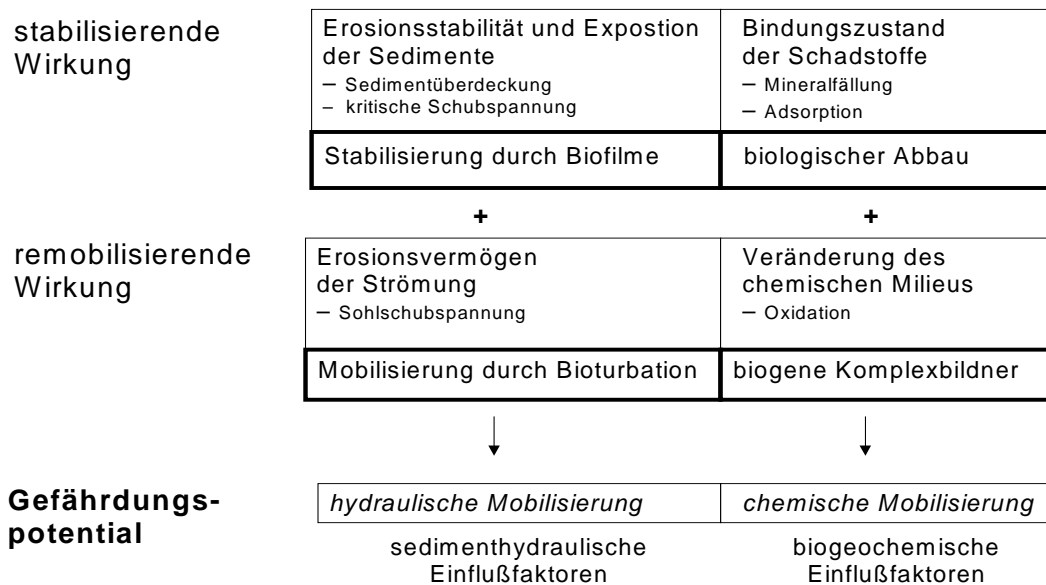 stabilisierende
Wirkung
Erosionsstabilität und Expostion
der Sedimente
– Sedimentüberdeckung
– kritische Schubspannung
Bindungszustand
der Schadstoffe
– Mineralfällung
– Adsorption
Stabilisierung durch Biofilme
biologischer Abbau
+
+
remobilisierende
Wirkung
Erosionsvermögen
der Strömung
– Sohlschubspannung
Veränderung des
chemischen Milieus
– Oxidation
Mobilisierung durch Bioturbation
biogene Komplexbildner
Gefährdungs-
potential
hydraulische Mobilisierung
chemische Mobilisierung
sedimenthydraulische
Einflußfaktoren
biogeochemische
Einflußfaktoren